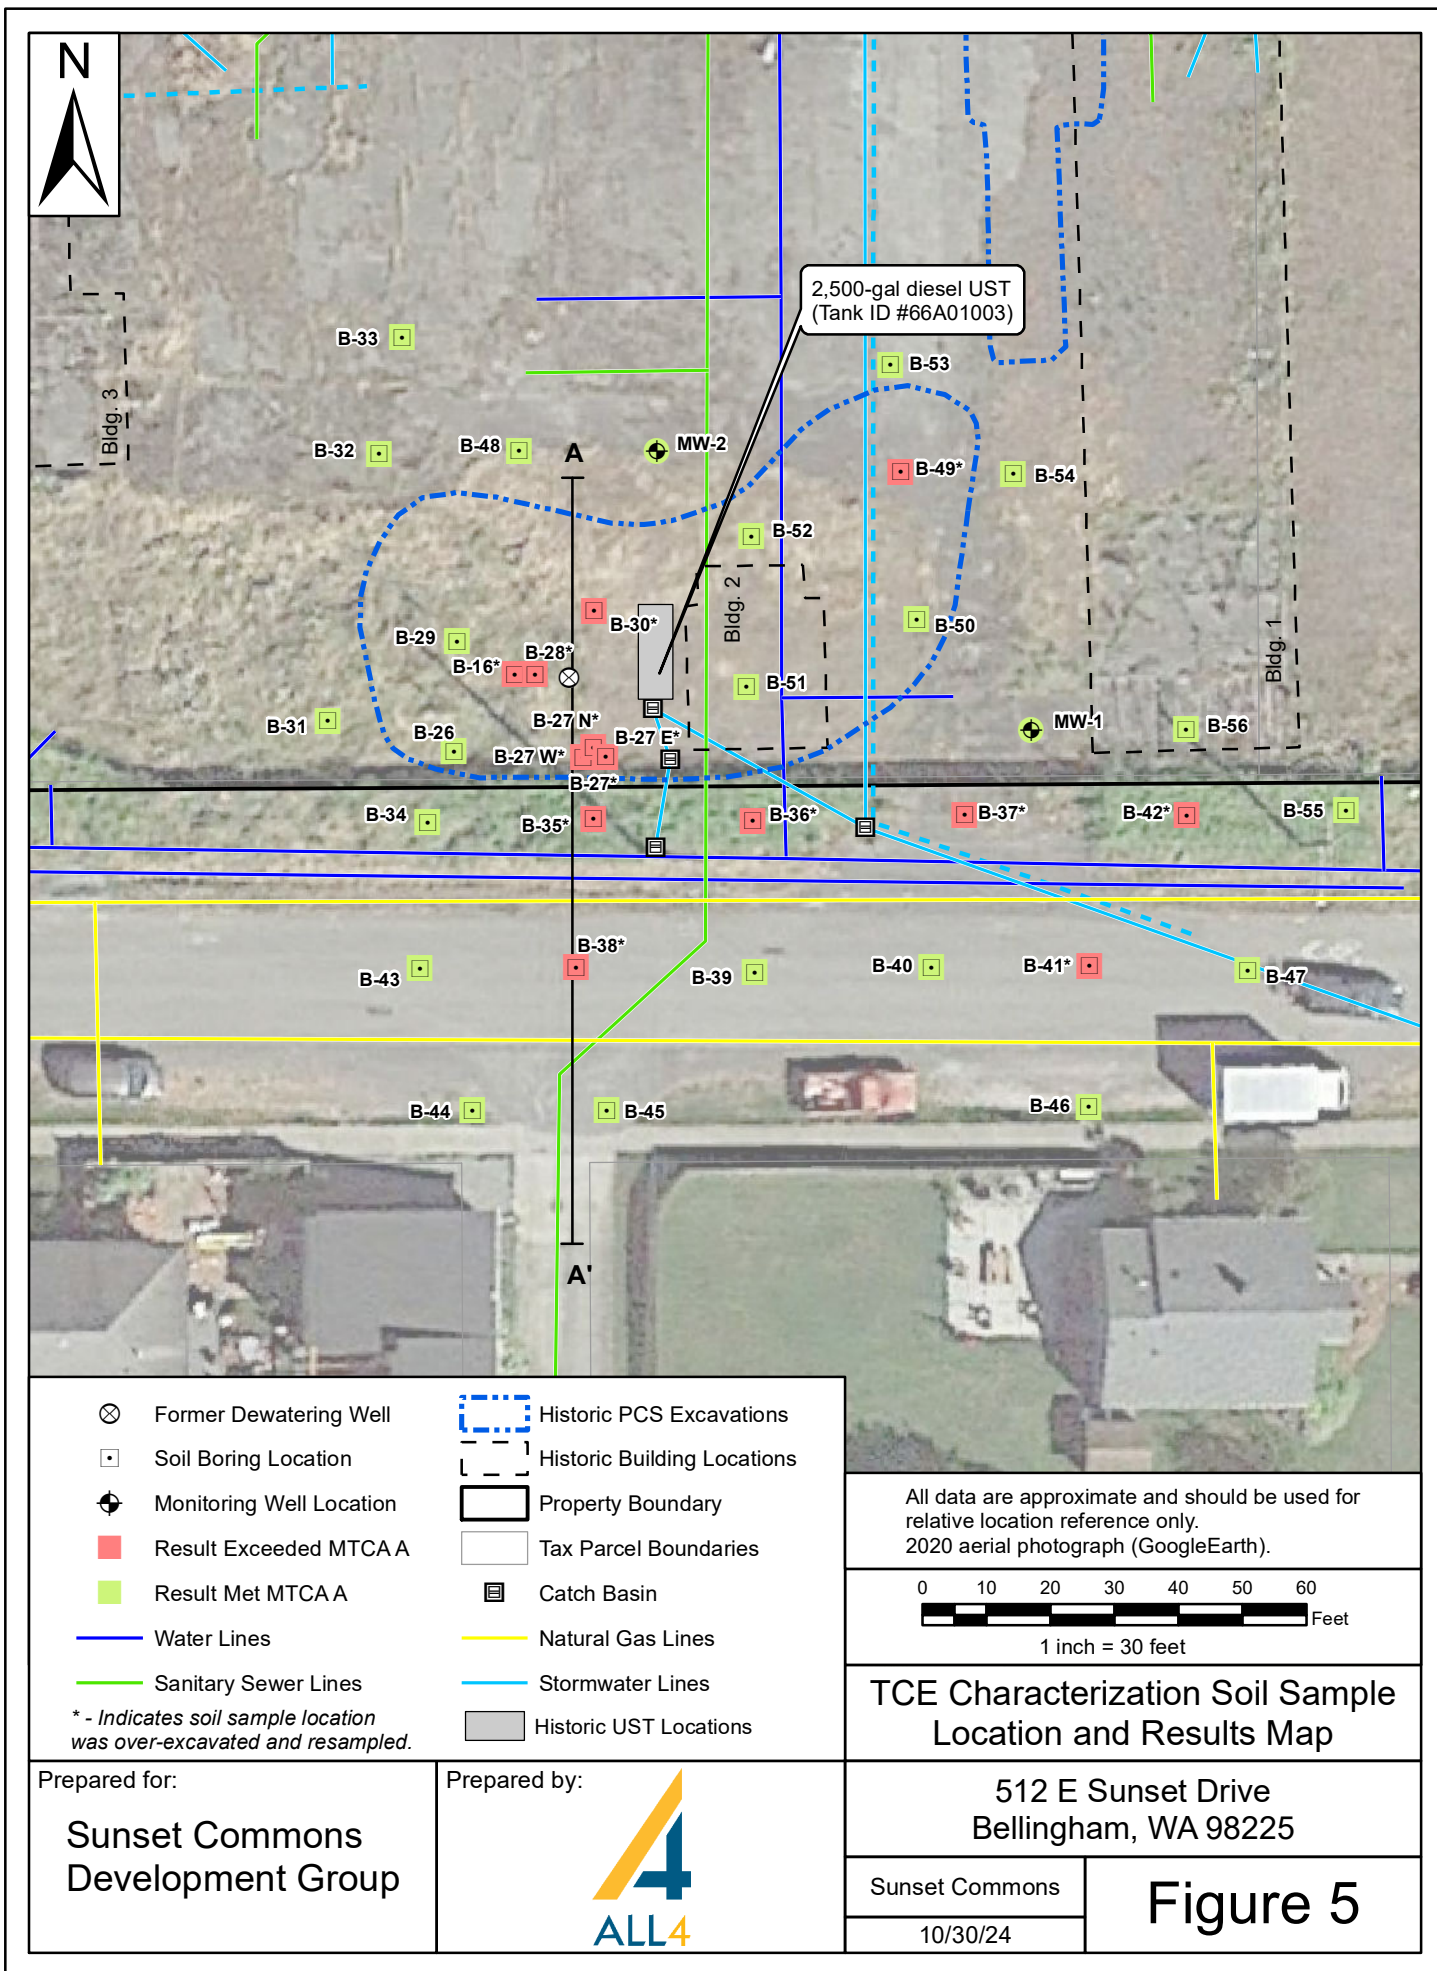 N
2,500-gal diesel UST
(Tank ID #66A01003)
B-33
B-53
Bldg. 3
B-32
B-48
A
MW-2
B-49*
B-54
B-52
Bldg. 2
B-30*
B-50
B-29
B-28*
B-16*
Bldg. 1
B-51
B-31
B-26
B-27 N*
B-27 E*
B-27 W*
B-27*
MW-1
B-56
B-34
B-35*
B-36*
B-37*
B-42*
B-55
B-38*
B-43
B-39
B-40
B-41*
B-47
B-44
B-45
B-46
A'
Former Dewatering Well
Soil Boring Location
Monitoring Well Location
Result Exceeded MTCA A
Result Met MTCA A
Water Lines
Sanitary Sewer Lines
* - Indicates soil sample location
was over-excavated and resampled.
Historic PCS Excavations
Historic Building Locations
Property Boundary
Tax Parcel Boundaries
Catch Basin
Natural Gas Lines
Stormwater Lines
Historic UST Locations
All data are approximate and should be used for
relative location reference only.
2020 aerial photograph (GoogleEarth).
0 10 20 30 40 50 60
Feet
1 inch = 30 feet
TCE Characterization Soil Sample
Location and Results Map
Prepared for:
Sunset Commons
Development Group
Prepared by:
ALL4
512 E Sunset Drive
Bellingham, WA 98225
Sunset Commons
10/30/24
Figure 5